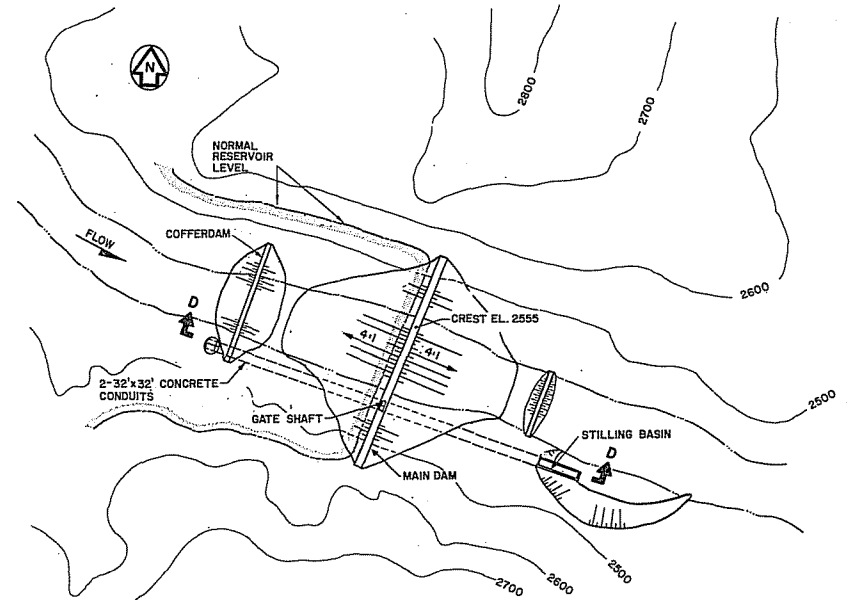 N
2800
2700
NORMAL
RESERVOIR
LEVEL
COFFERDAM
FLOW
2600
D
CREST EL. 2555
4:1
4:1
2-32'x32' CONCRETE
CONDUITS
GATE SHAFT
2500
STILLING BASIN
D
MAIN DAM
2500
2600
2700